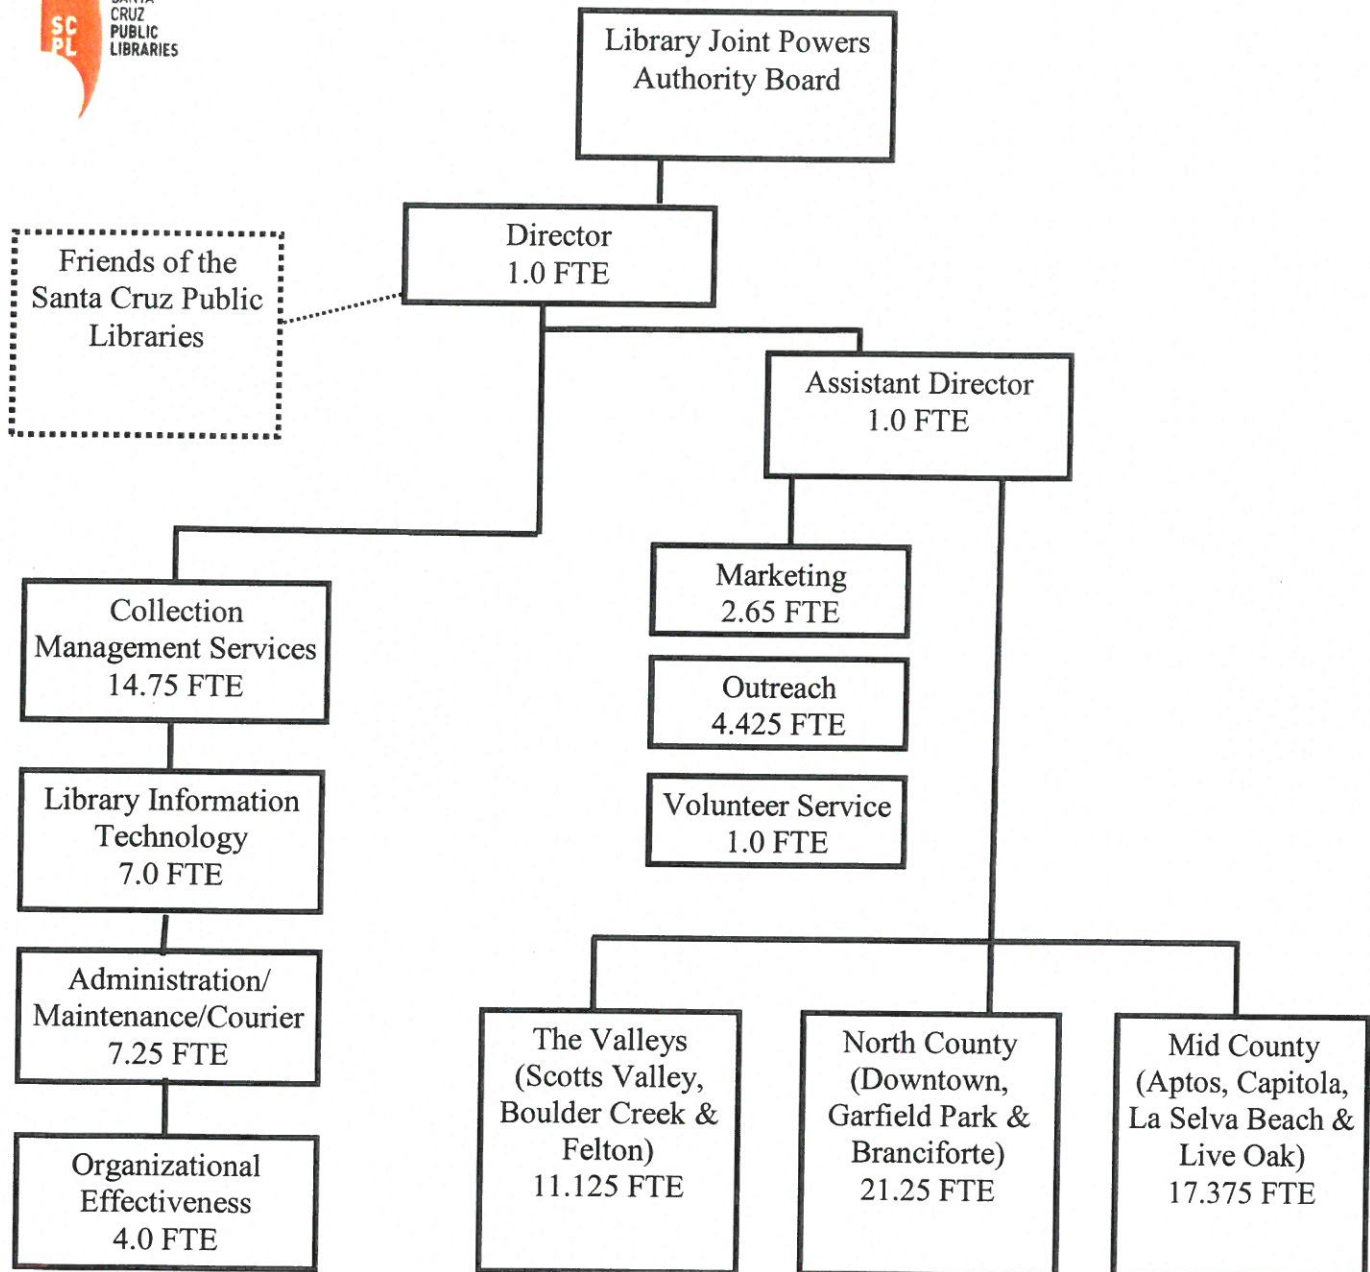 SANTA
CRUZ
PUBLIC
LIBRARIES
SC
PL
Library Joint Powers
Authority Board
Director
1.0 FTE
Friends of the
Santa Cruz Public
Libraries
Assistant Director
1.0 FTE
Marketing
2.65 FTE
Outreach
4.425 FTE
Volunteer Service
1.0 FTE
Collection
Management Services
14.75 FTE
Library Information
Technology
7.0 FTE
Administration/
Maintenance/Courier
7.25 FTE
Organizational
Effectiveness
4.0 FTE
The Valleys
(Scotts Valley,
Boulder Creek &
Felton)
11.125 FTE
North County
(Downtown,
Garfield Park &
Branciforte)
21.25 FTE
Mid County
(Aptos, Capitola,
La Selva Beach &
Live Oak)
17.375 FTE